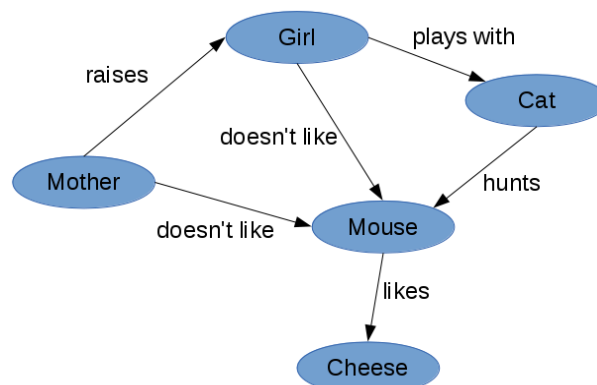 Girl
plays with
raises
Cat
doesn't like
Mother
hunts
doesn't like
Mouse
likes
Cheese